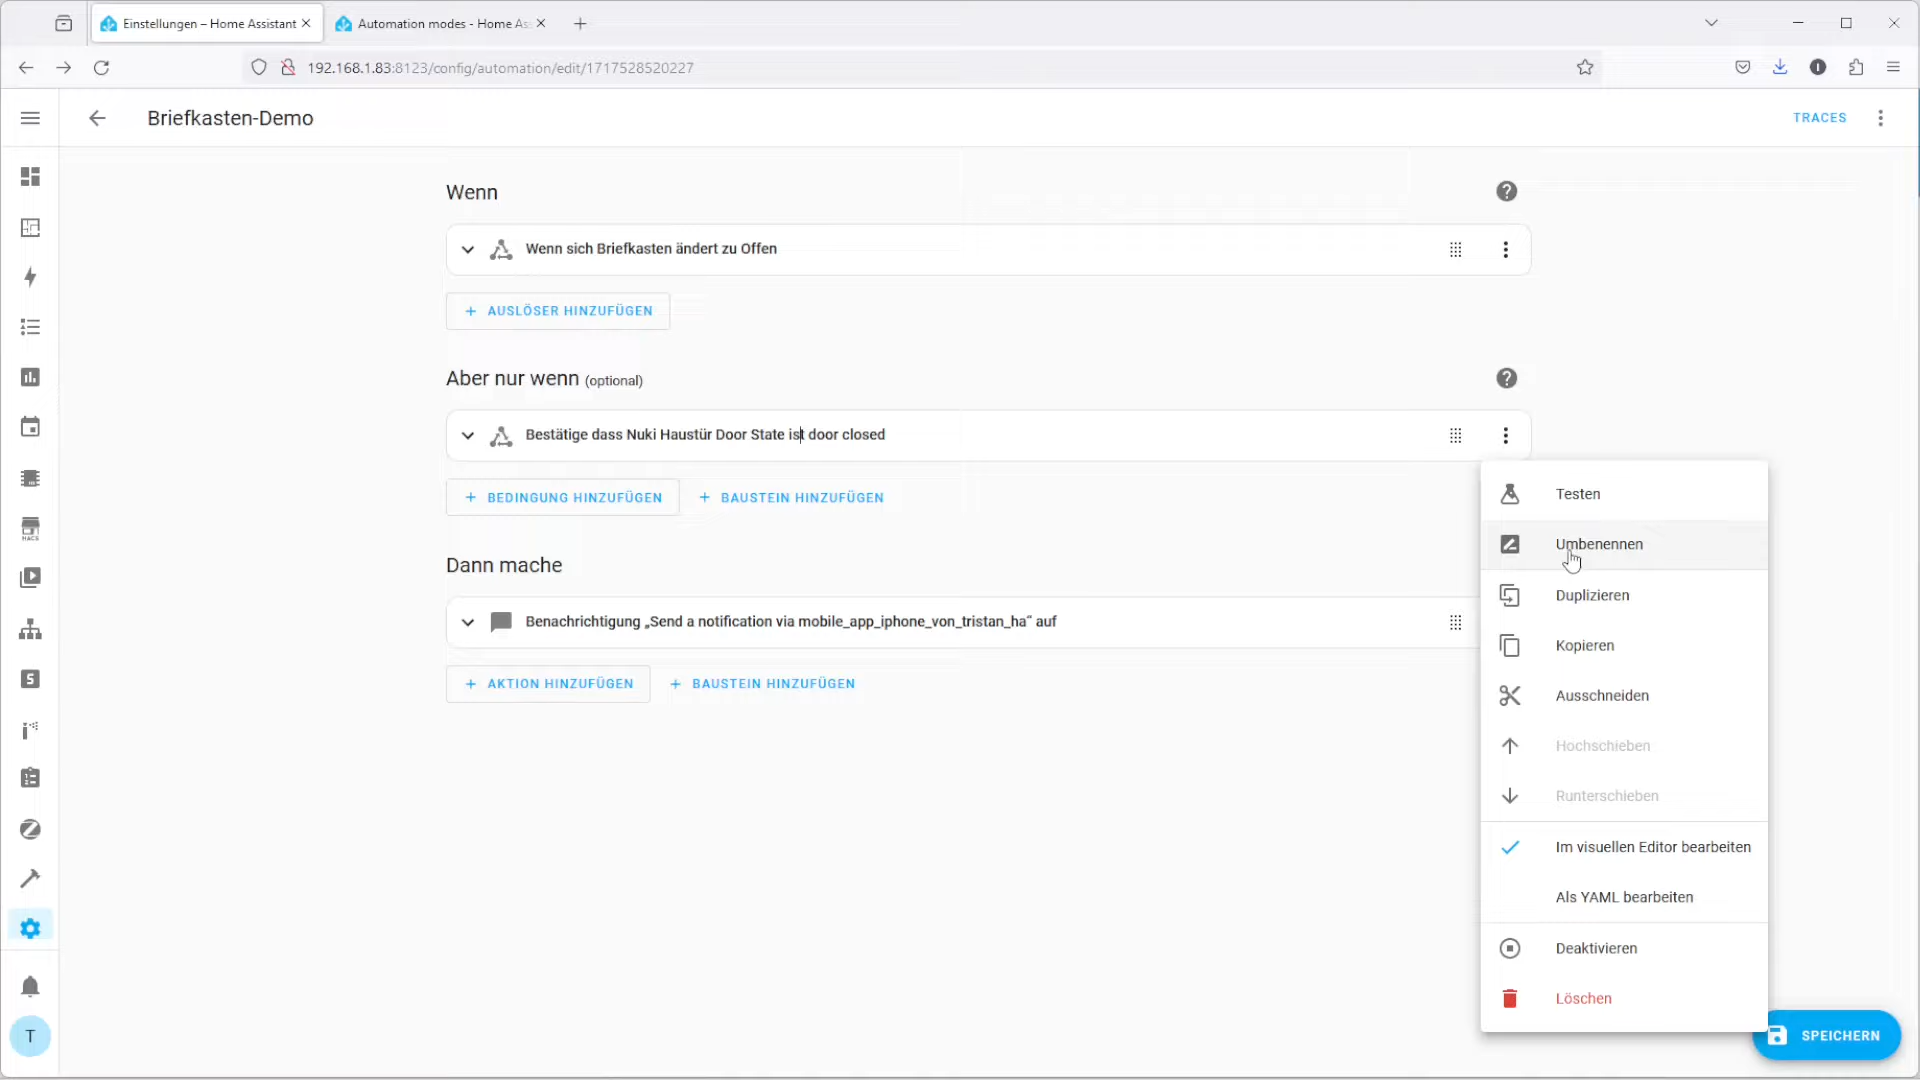 Einstellungen – Home Assistant
Automation modes - Home As
192.168.1.83:8123/config/automation/edit/1717528520227
Briefkasten-Demo
TRACES
Wenn
Wenn sich Briefkasten ändert zu Offen
+ AUSLÖSER HINZUFÜGEN
Aber nur wenn (optional)
Bestätige dass Nuki Haustür Door State ist door closed
+ BEDINGUNG HINZUFÜGEN
+ BAUSTEIN HINZUFÜGEN
Dann mache
Benachrichtigung „Send a notification via mobile_app_iphone_von_tristan_ha“ auf
+ AKTION HINZUFÜGEN
+ BAUSTEIN HINZUFÜGEN
Testen
Umbenennen
Duplizieren
Kopieren
Ausschneiden
Hochschieben
Runterschieben
Im visuellen Editor bearbeiten
Als YAML bearbeiten
Deaktivieren
Löschen
SPEICHERN
HACS
T